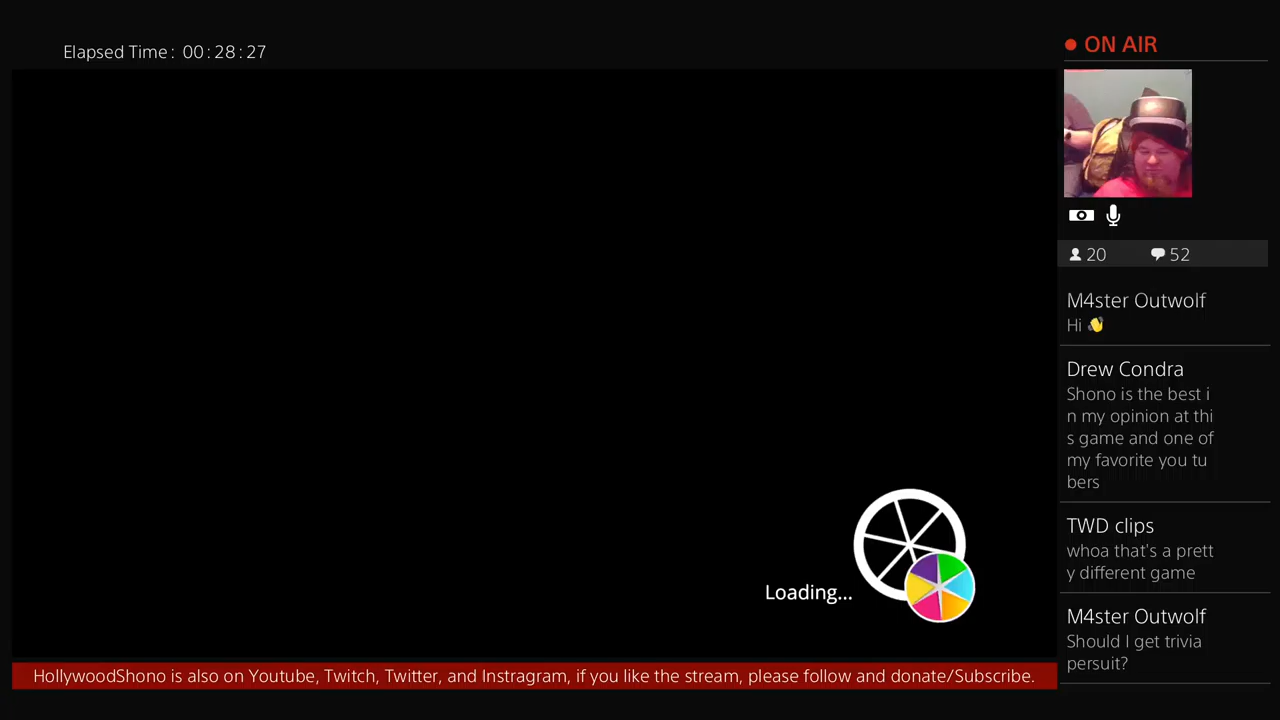 Elapsed Time: 00:28:27
ON AIR
20 52
M4ster Outwolf
Hi 👋
Drew Condra
Shono is the best i
n my opinion at thi
s game and one of
my favorite you tu
bers
TWD clips
whoa that's a prett
y different game
M4ster Outwolf
Should I get trivia
persuit?
Loading...
HollywoodShono is also on Youtube, Twitch, Twitter, and Instragram, if you like the stream, please follow and donate/Subscribe.